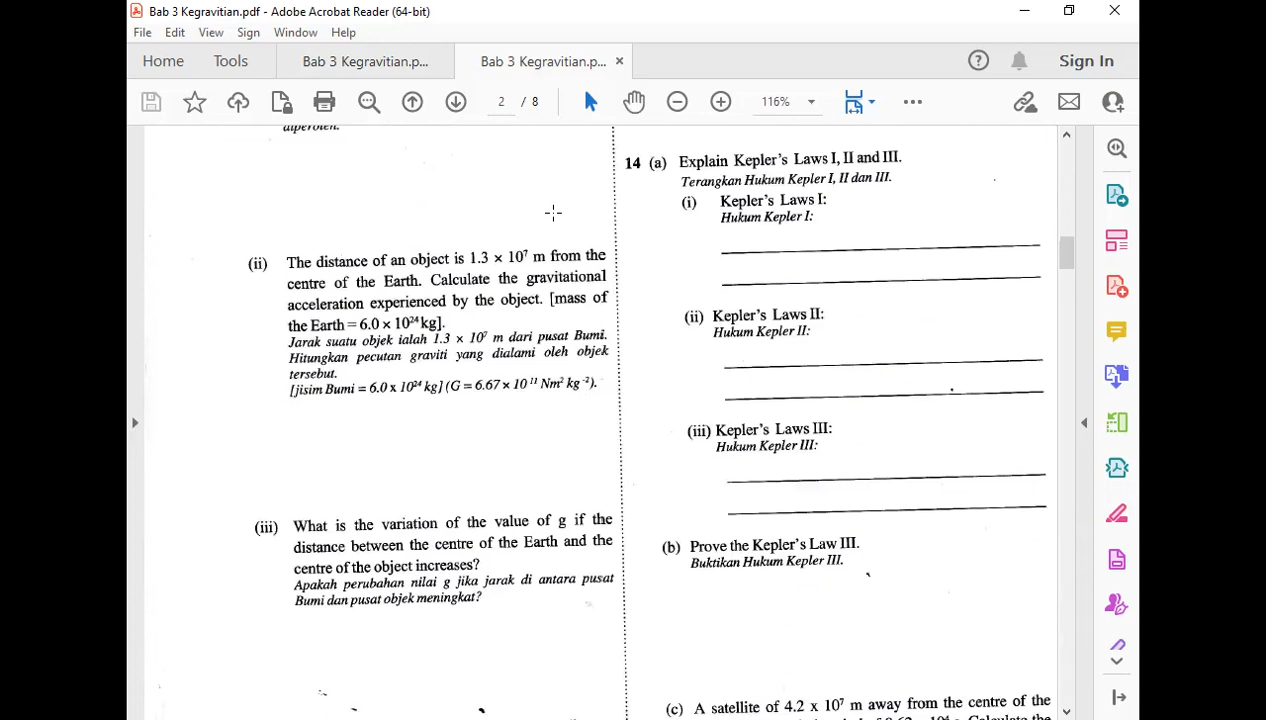 Bab 3 Kegravitian.pdf - Adobe Acrobat Reader (64-bit)
File Edit View Sign Window Help
Home Tools Bab 3 Kegravitian.p... Bab 3 Kegravitian.p... × Sign In
2 / 8 116%
diperoleh.
(ii) The distance of an object is 1.3 × 10⁷ m from the
centre of the Earth. Calculate the gravitational
acceleration experienced by the object. [mass of
the Earth = 6.0 x 10²⁴ kg].
Jarak suatu objek ialah 1.3 × 10⁷ m dari pusat Bumi.
Hitungkan pecutan graviti yang dialami oleh objek
tersebut.
[jisim Bumi = 6.0 x 10²⁴ kg] (G = 6.67 × 10 ¹¹ Nm² kg ⁻²).
(iii) What is the variation of the value of g if the
distance between the centre of the Earth and the
centre of the object increases?
Apakah perubahan nilai g jika jarak di antara pusat
Bumi dan pusat objek meningkat?
14 (a) Explain Kepler's Laws I, II and III.
Terangkan Hukum Kepler I, II dan III.
(i) Kepler's Laws I:
Hukum Kepler I:
(ii) Kepler's Laws II:
Hukum Kepler II:
(iii) Kepler's Laws III:
Hukum Kepler III:
(b) Prove the Kepler's Law III.
Buktikan Hukum Kepler III.
(c) A satellite of 4.2 x 10⁷ m away from the centre of the